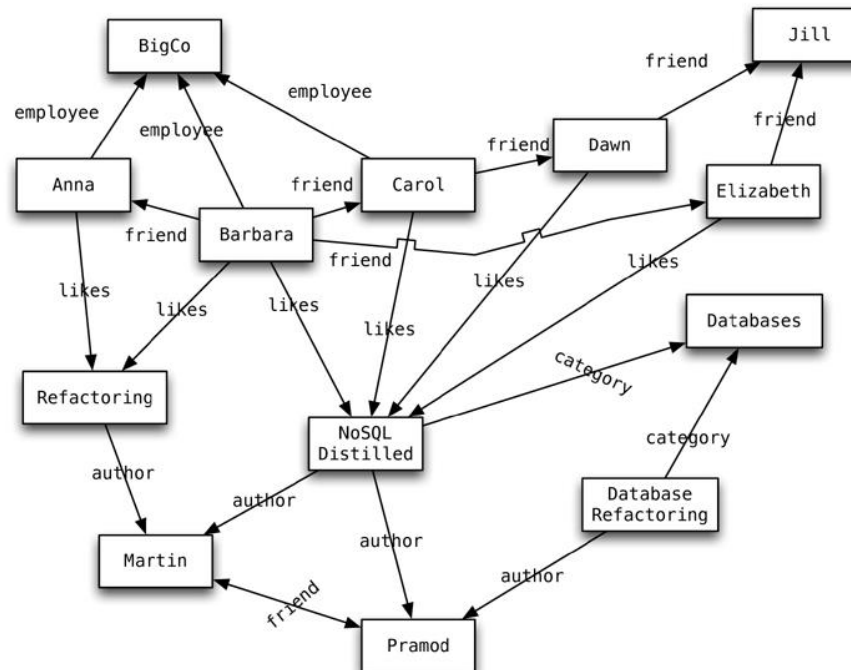 BigCo
Jill
friend
employee
employee
employee
friend
Dawn
friend
Anna
friend
Carol
Elizabeth
friend
Barbara
friend
likes
likes
likes
likes
likes
likes
Databases
category
Refactoring
NoSQL
Distilled
category
author
author
Database
Refactoring
author
Martin
author
friend
Pramod